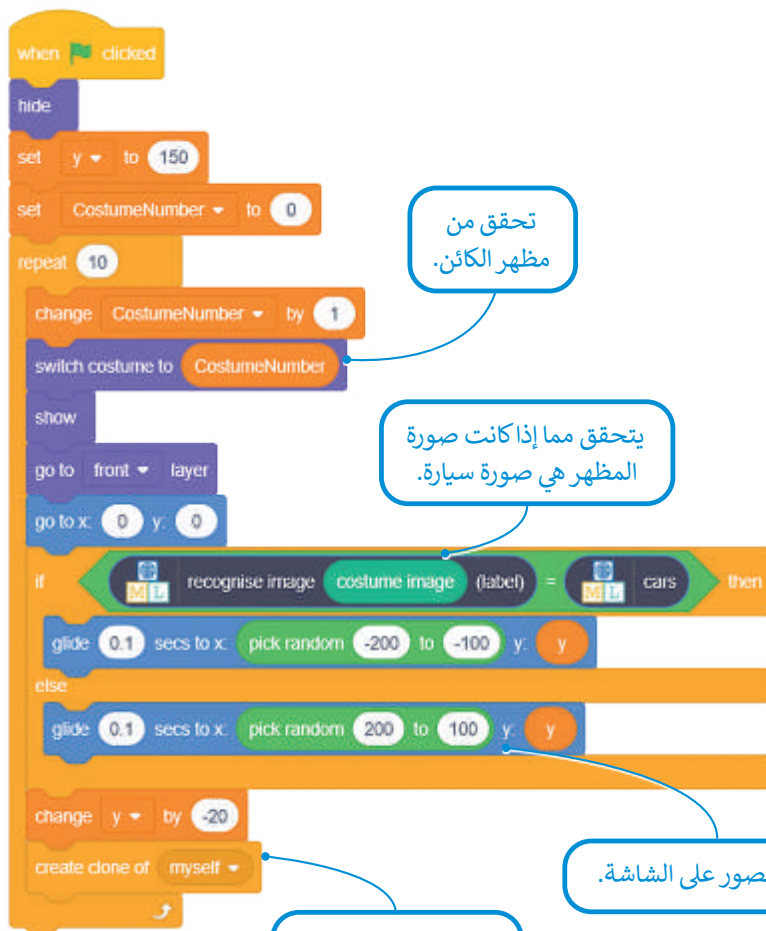 when clicked
hide
set y to 150
set CostumeNumber to 0
تحقق من
مظهر الكائن.
repeat 10
change CostumeNumber by 1
switch costume to CostumeNumber
show
يتحقق مما إذا كانت صورة
المظهر هي صورة سيارة.
go to front layer
go to x: 0 y: 0
if ML recognise image costume image (label) = ML cars then
glide 0.1 secs to x: pick random -200 to -100 y: y
else
glide 0.1 secs to x: pick random 200 to 100 y: y
change y by -20
create clone of myself
على الشاشة.